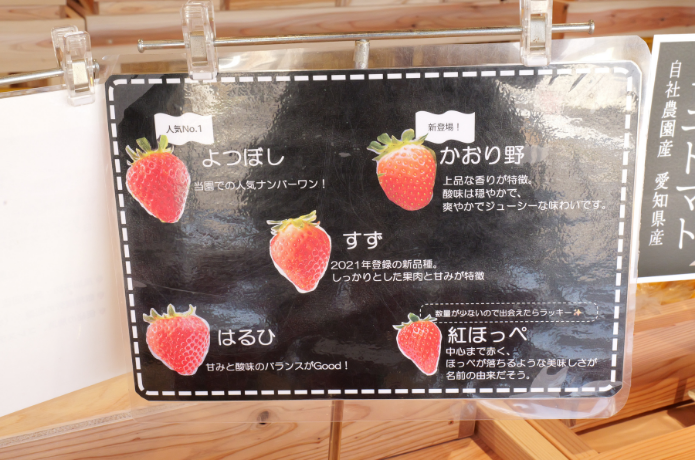 人気No.1
よつぼし
当園での人気ナンバーワン！
新登場！
かおり野
上品な香りが特徴。
酸味は穏やかで、
爽やかでジューシーな味わいです。
すず
2021年登録の新品種。
しっかりとした果肉と甘みが特徴
はるひ
甘みと酸味のバランスがGood！
数量が少ないので出会えたらラッキー✨
紅ほっぺ
中心まで赤く、
ほっぺが落ちるような美味しさが
名前の由来だそう。
自社農園産 愛知県産